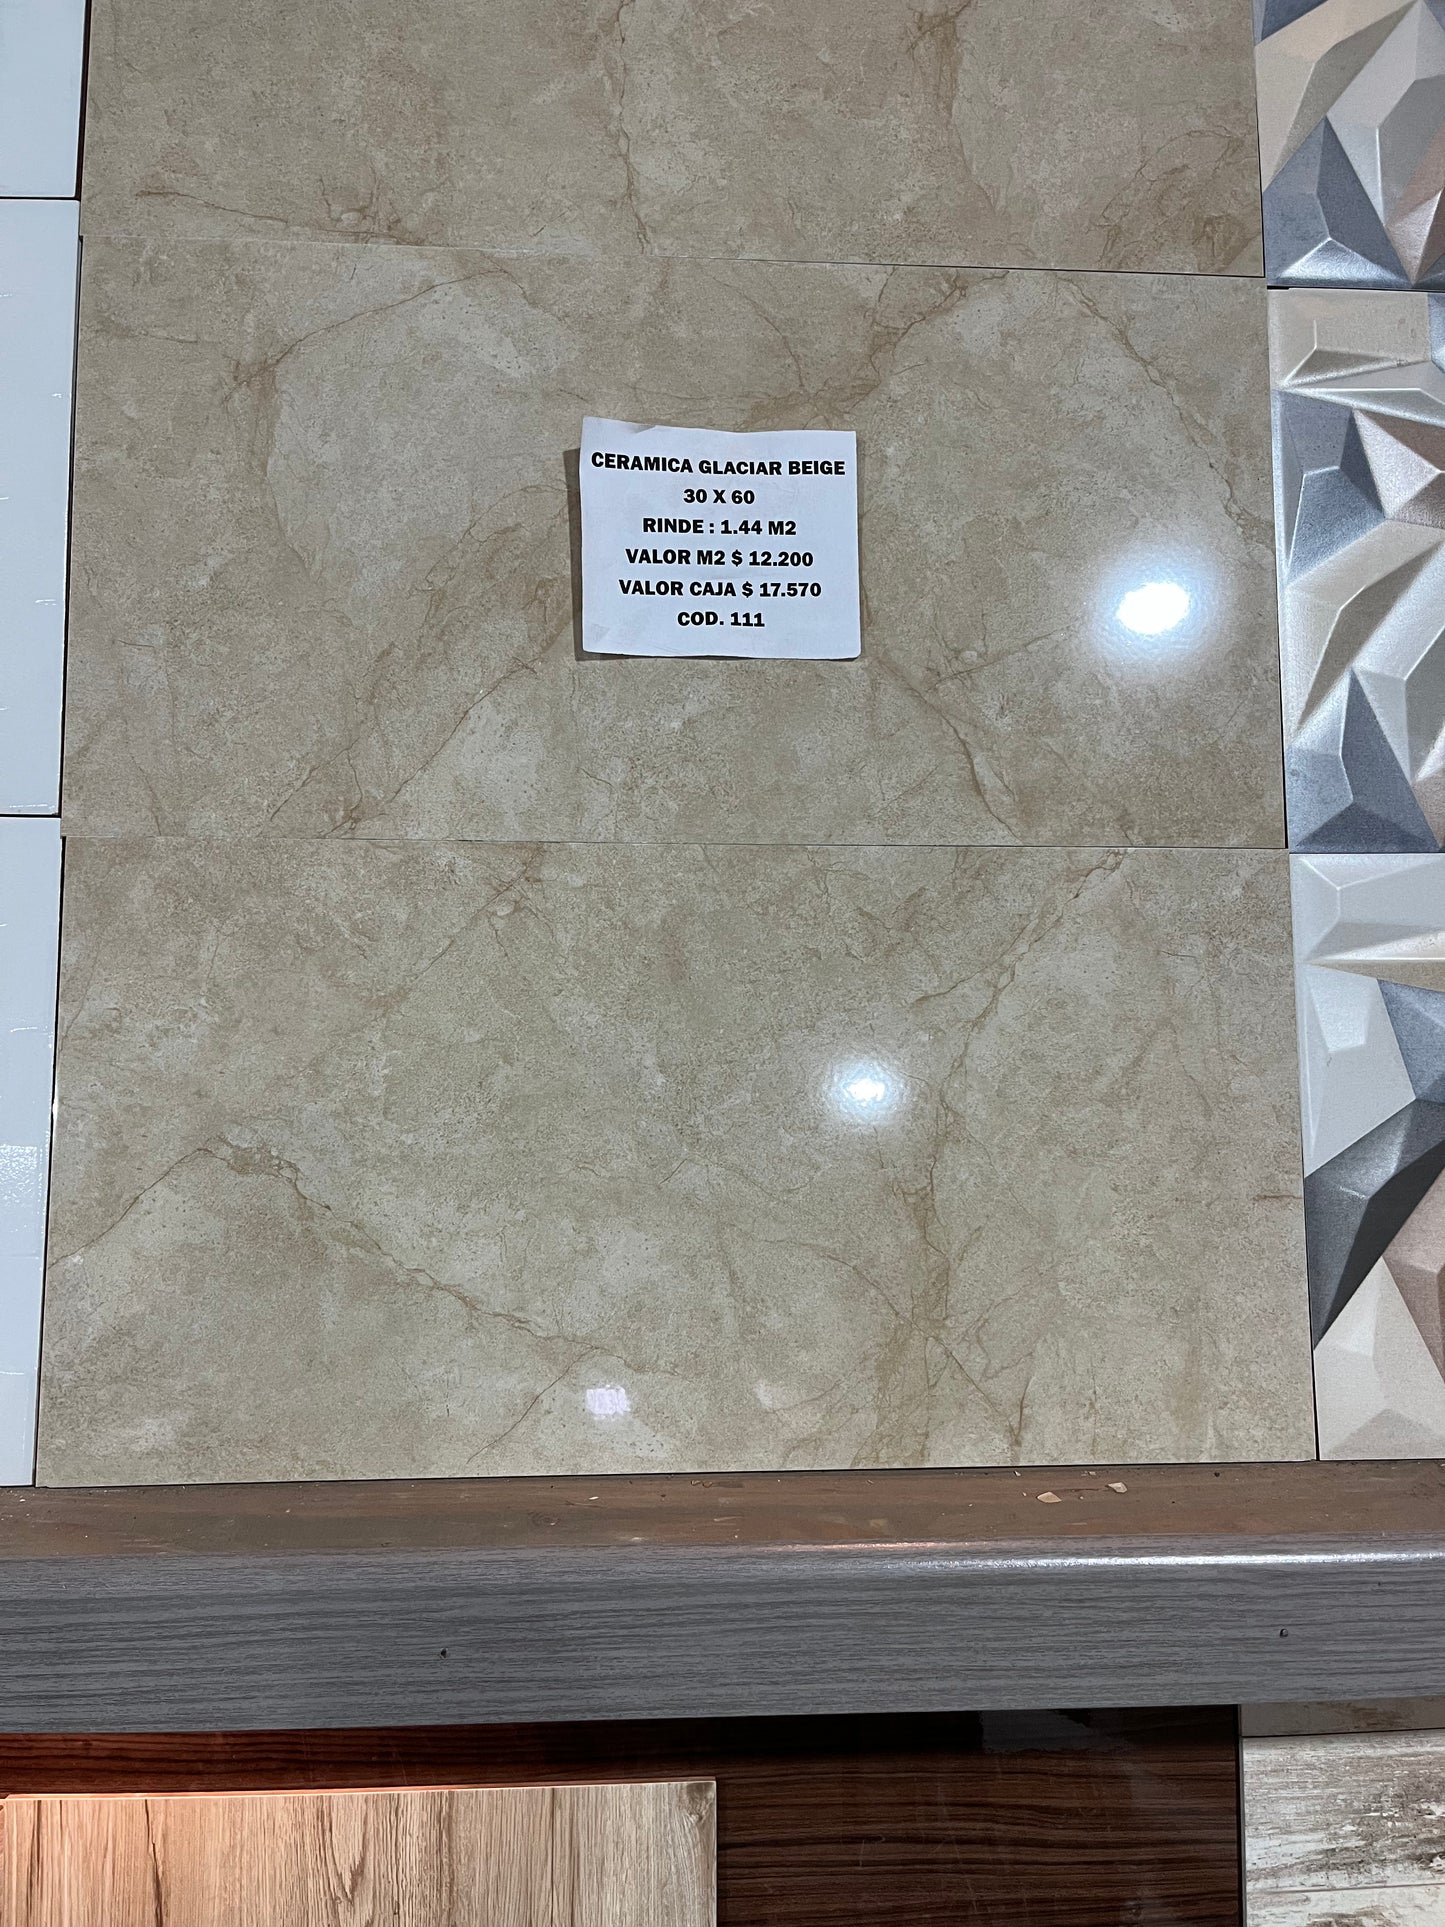 CERAMICA GLACIAR BEIGE
30 X 60
RINDE : 1.44 M2
VALOR M2 $ 12.200
VALOR CAJA $ 17.570
COD. 111